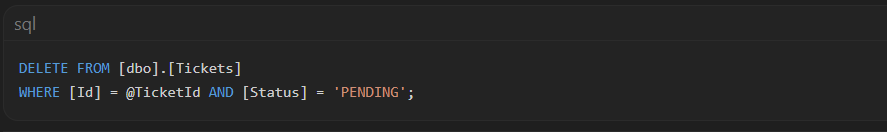 sql
DELETE FROM [dbo].[Tickets]
WHERE [Id] = @TicketId AND [Status] = 'PENDING';